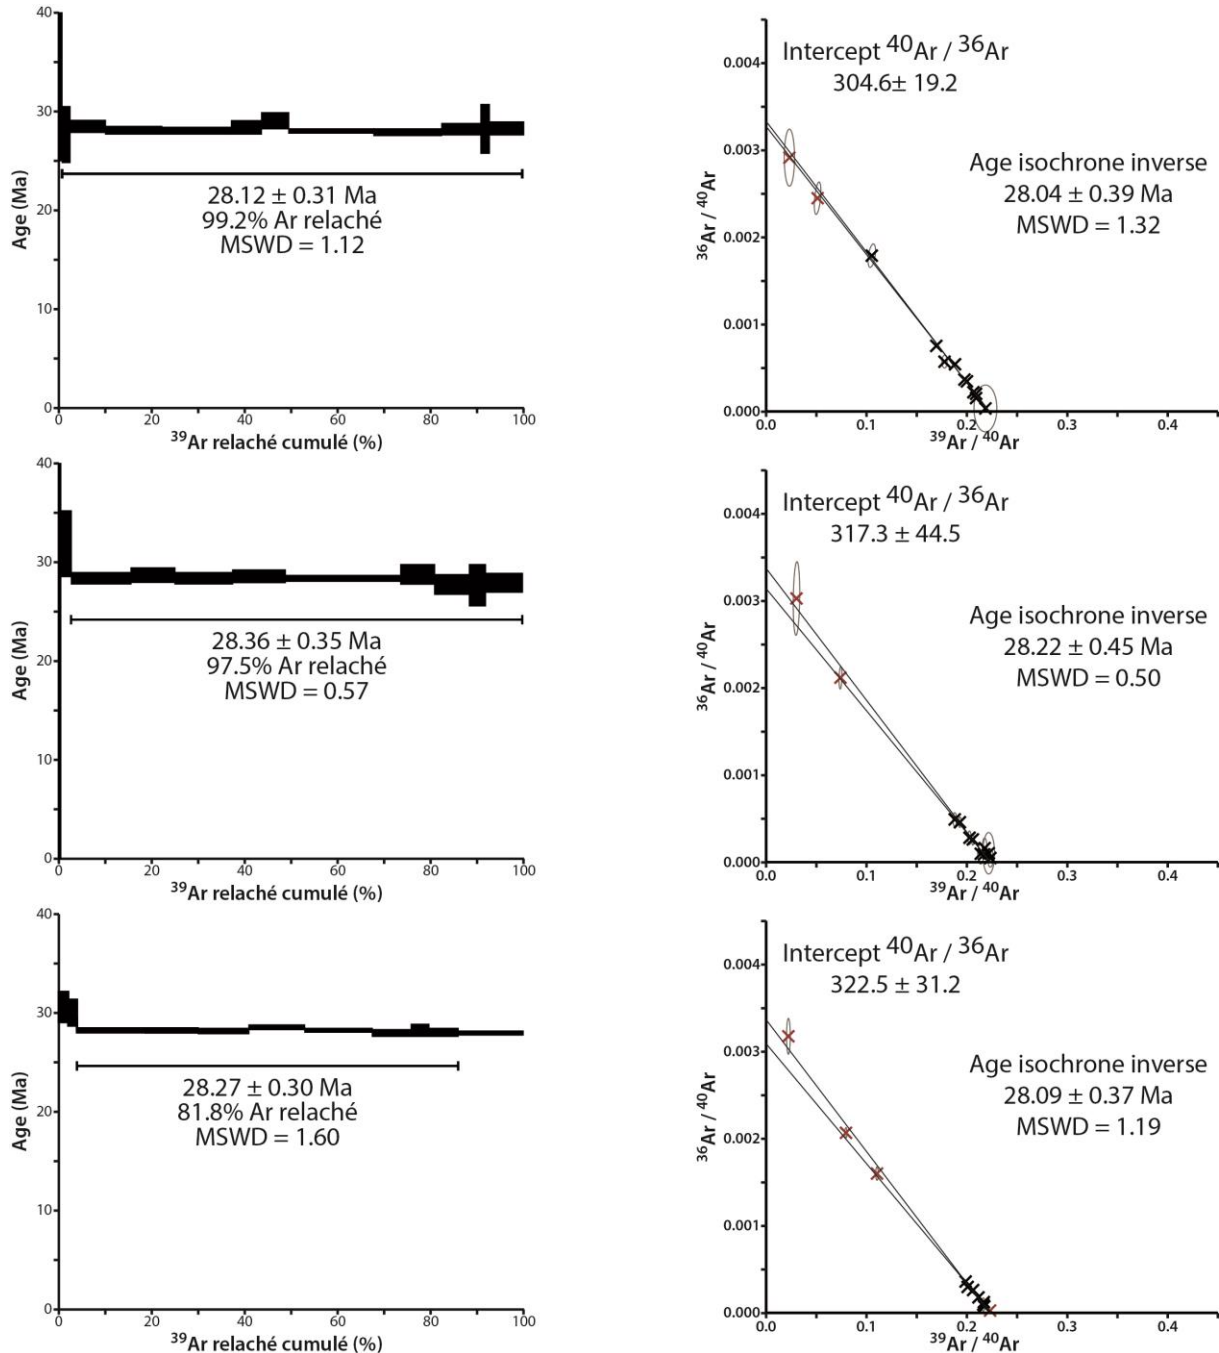 40
30
20
10
0
Age (Ma)
28.12 ± 0.31 Ma
99.2% Ar relaché
MSWD = 1.12
0 20 40 60 80 100
39Ar relaché cumulé (%)
Intercept 40Ar / 36Ar
304.6± 19.2
Age isochrone inverse
28.04 ± 0.39 Ma
MSWD = 1.32
0.004
0.003
0.002
0.001
0.000
36Ar / 40Ar
0.0 0.1 0.2 0.3 0.4
39Ar / 40Ar
40
30
20
10
0
Age (Ma)
28.36 ± 0.35 Ma
97.5% Ar relaché
MSWD = 0.57
0 20 40 60 80 100
39Ar relaché cumulé (%)
Intercept 40Ar / 36Ar
317.3 ± 44.5
Age isochrone inverse
28.22 ± 0.45 Ma
MSWD = 0.50
0.004
0.003
0.002
0.001
0.000
36Ar / 40Ar
0.0 0.1 0.2 0.3 0.4
39Ar / 40Ar
40
30
20
10
0
Age (Ma)
28.27 ± 0.30 Ma
81.8% Ar relaché
MSWD = 1.60
0 20 40 60 80 100
39Ar relaché cumulé (%)
Intercept 40Ar / 36Ar
322.5 ± 31.2
Age isochrone inverse
28.09 ± 0.37 Ma
MSWD = 1.19
0.004
0.003
0.002
0.001
0.000
36Ar / 40Ar
0.0 0.1 0.2 0.3 0.4
39Ar / 40Ar